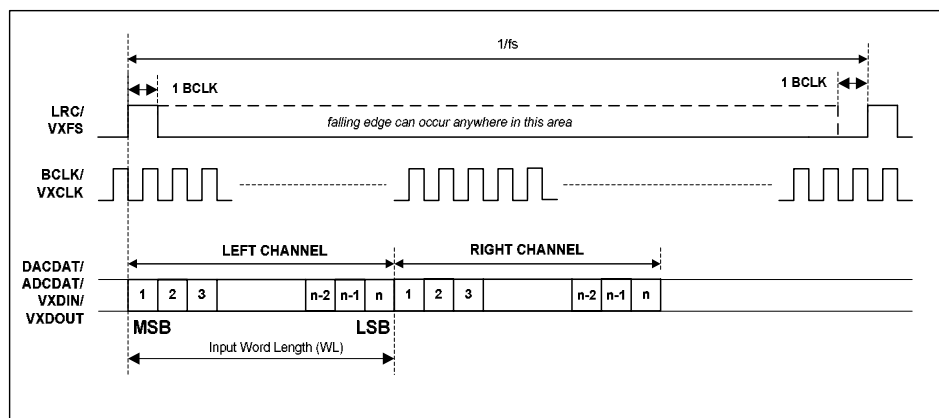 1/fs
1 BCLK
1 BCLK
LRC/
VXFS
falling edge can occur anywhere in this area
BCLK/
VXCLK
LEFT CHANNEL
RIGHT CHANNEL
DACDAT/
ADCDAT/
VXDIN/
VXDOUT
1 2 3 n-2 n-1 n 1 2 3 n-2 n-1 n
MSB LSB
Input Word Length (WL)